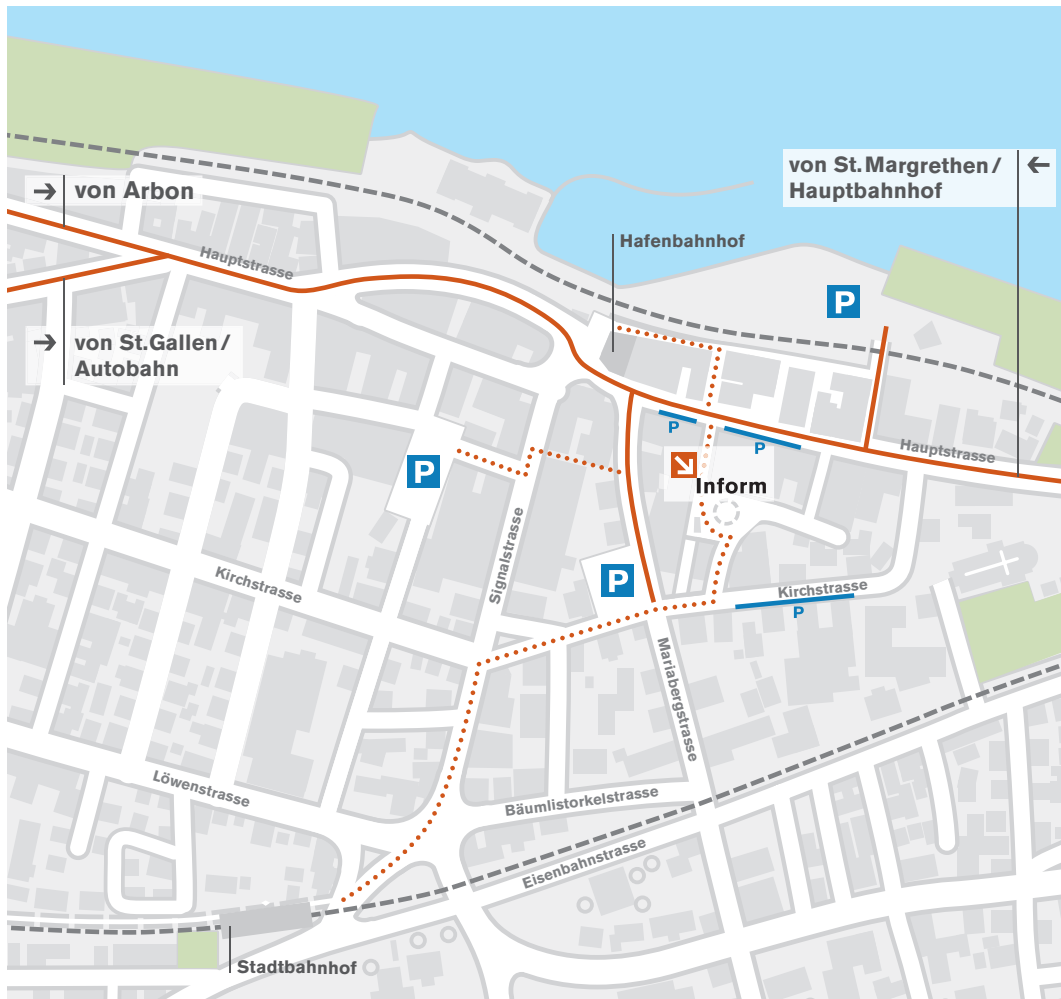 von St.Margrethen/
Hauptbahnhof
von Arbon
Hafenbahnhof
Hauptstrasse
P
von St.Gallen/
Autobahn
P
P
Hauptstrasse
P
Inform
Signalstrasse
Kirchstrasse
P
Kirchstrasse
P
Mariabergstrasse
Löwenstrasse
Bäumlistorkelstrasse
Eisenbahnstrasse
Stadtbahnhof